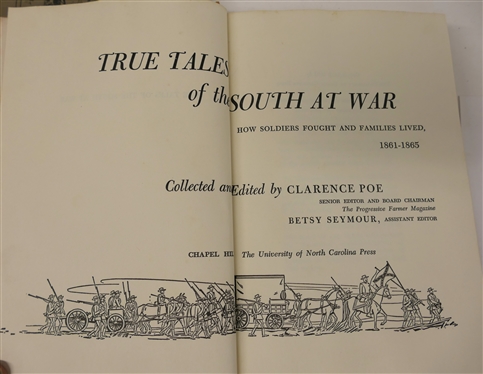 TRUE TALES
of the SOUTH AT WAR
HOW SOLDIERS FOUGHT AND FAMILIES LIVED,
1861-1865
Collected and Edited by CLARENCE POE
SENIOR EDITOR AND BOARD CHAIRMAN
The Progressive Farmer Magazine
BETSY SEYMOUR, ASSISTANT EDITOR
CHAPEL HIL The University of North Carolina Press